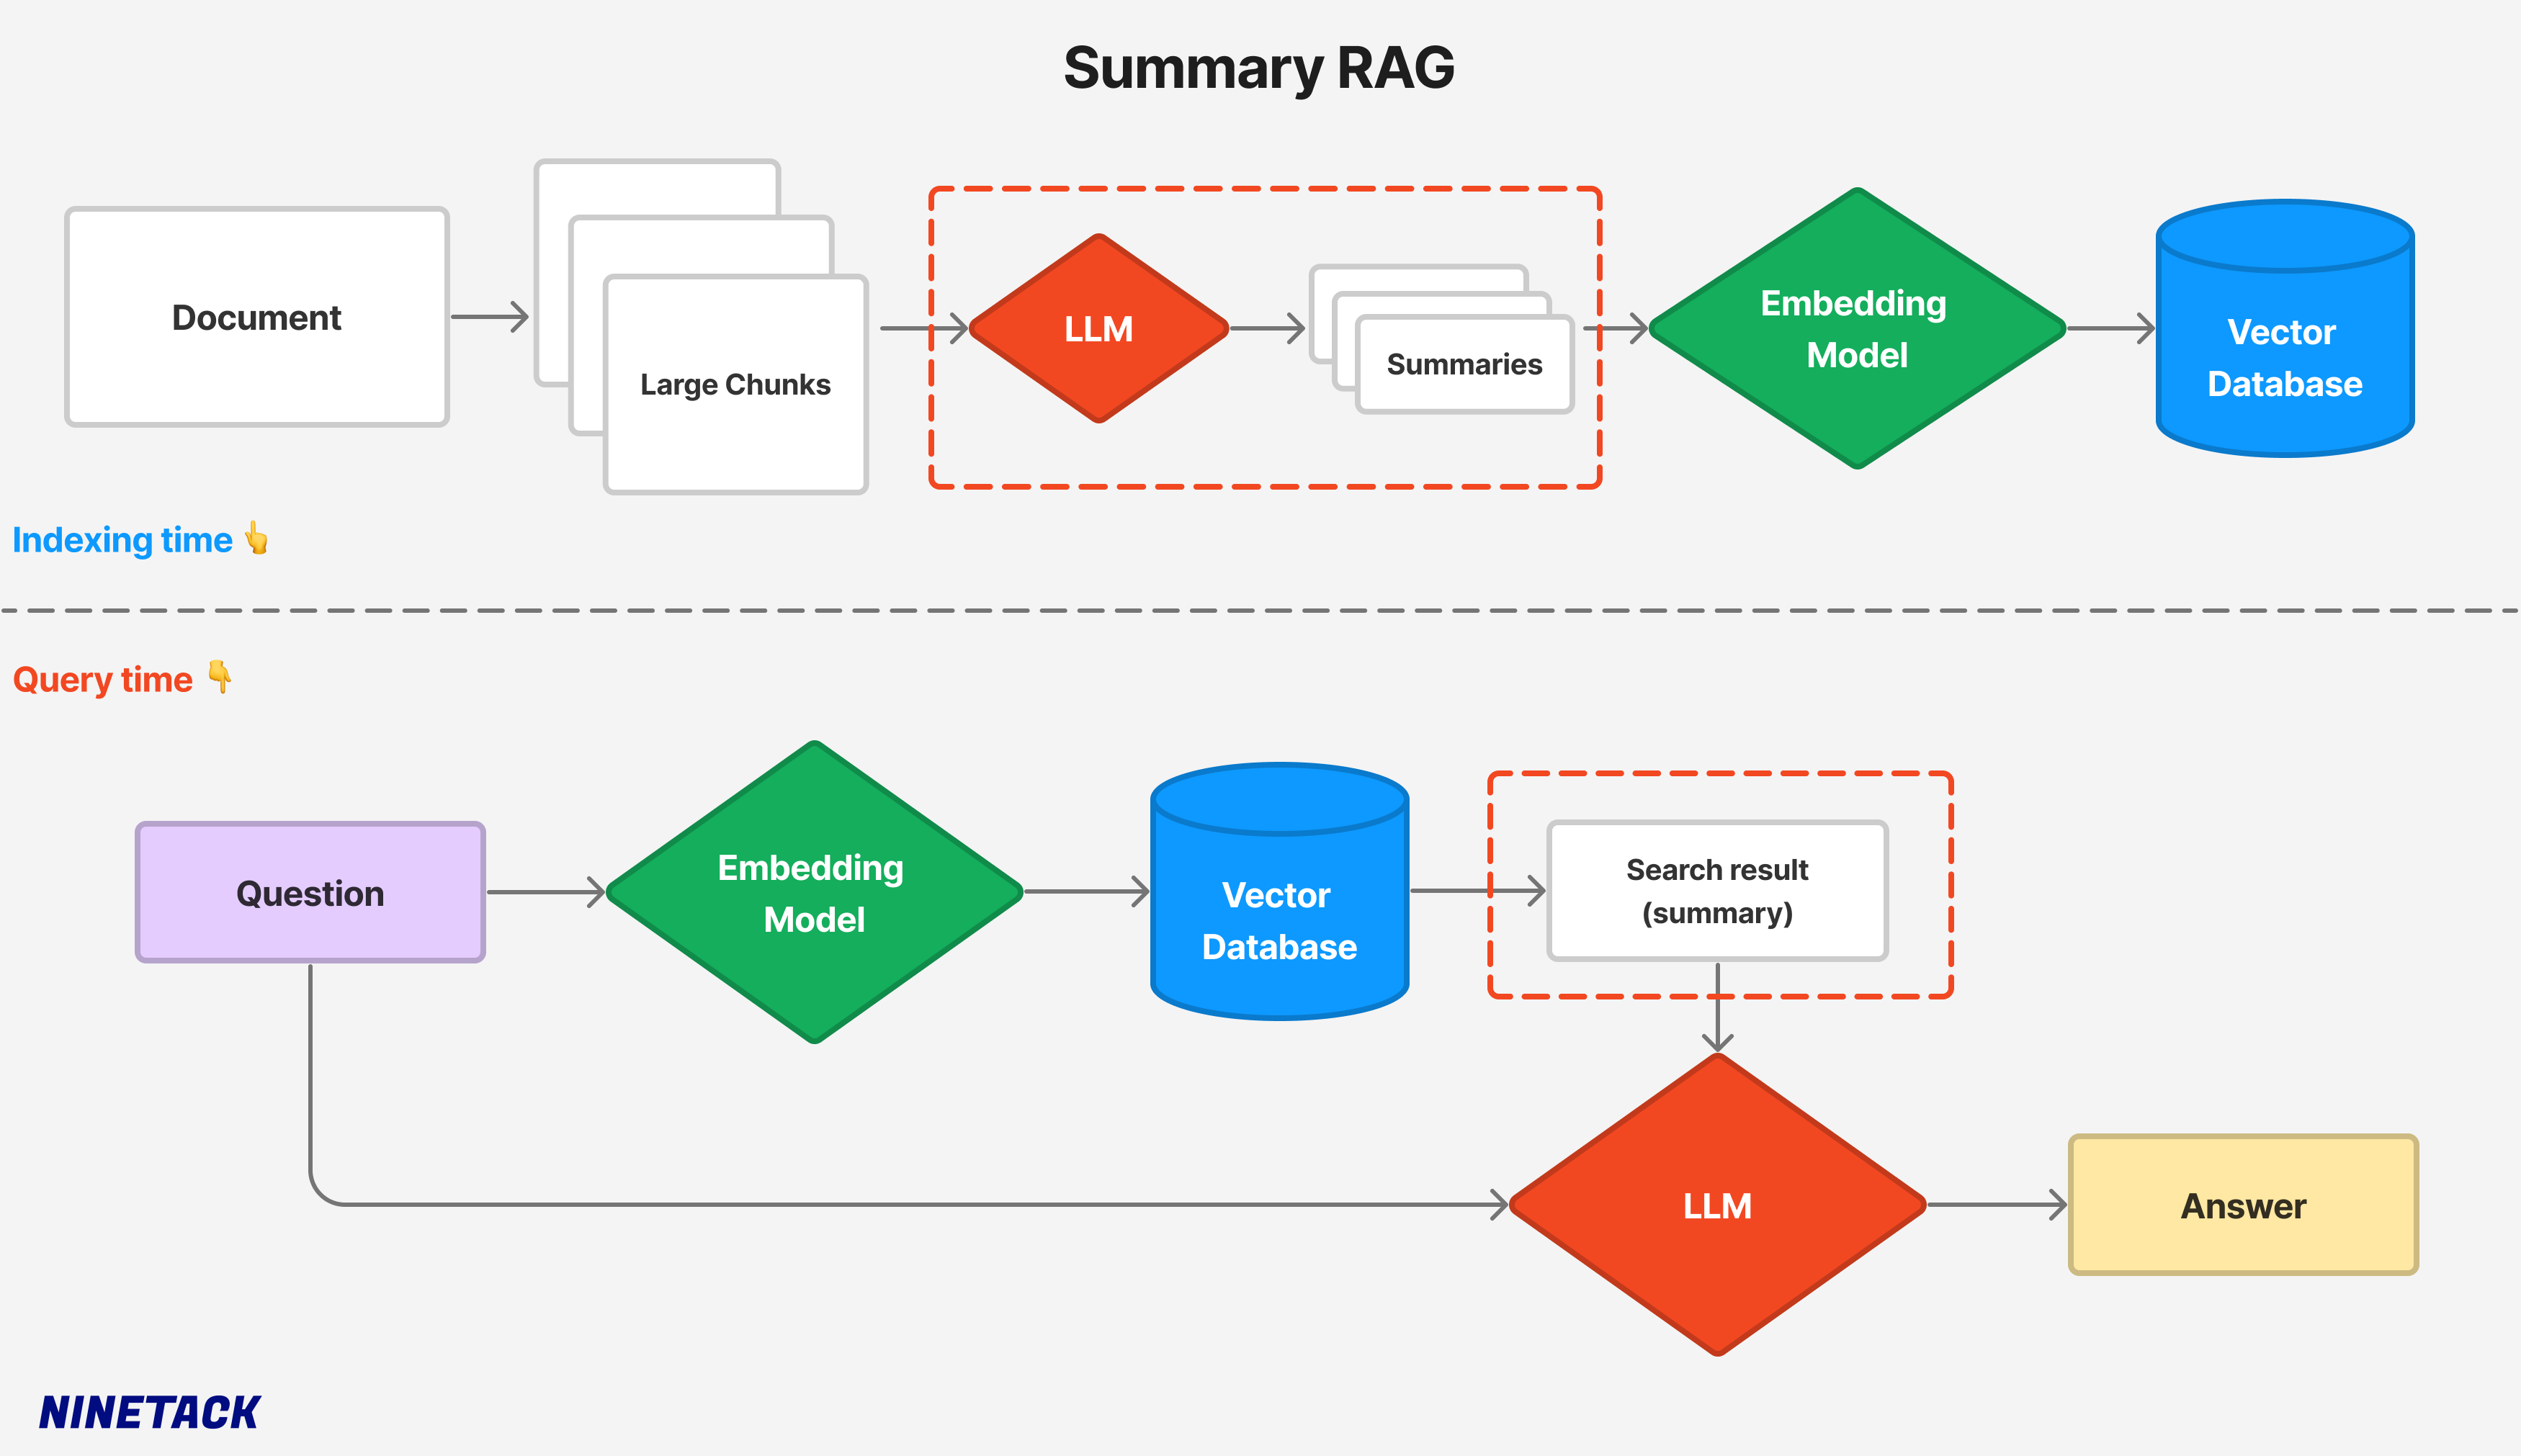 Summary RAG
Document
Large Chunks
LLM
Summaries
Embedding
Model
Vector
Database
Indexing time 👆
Query time 👇
Question
Embedding
Model
Vector
Database
Search result
(summary)
LLM
Answer
NINETACK